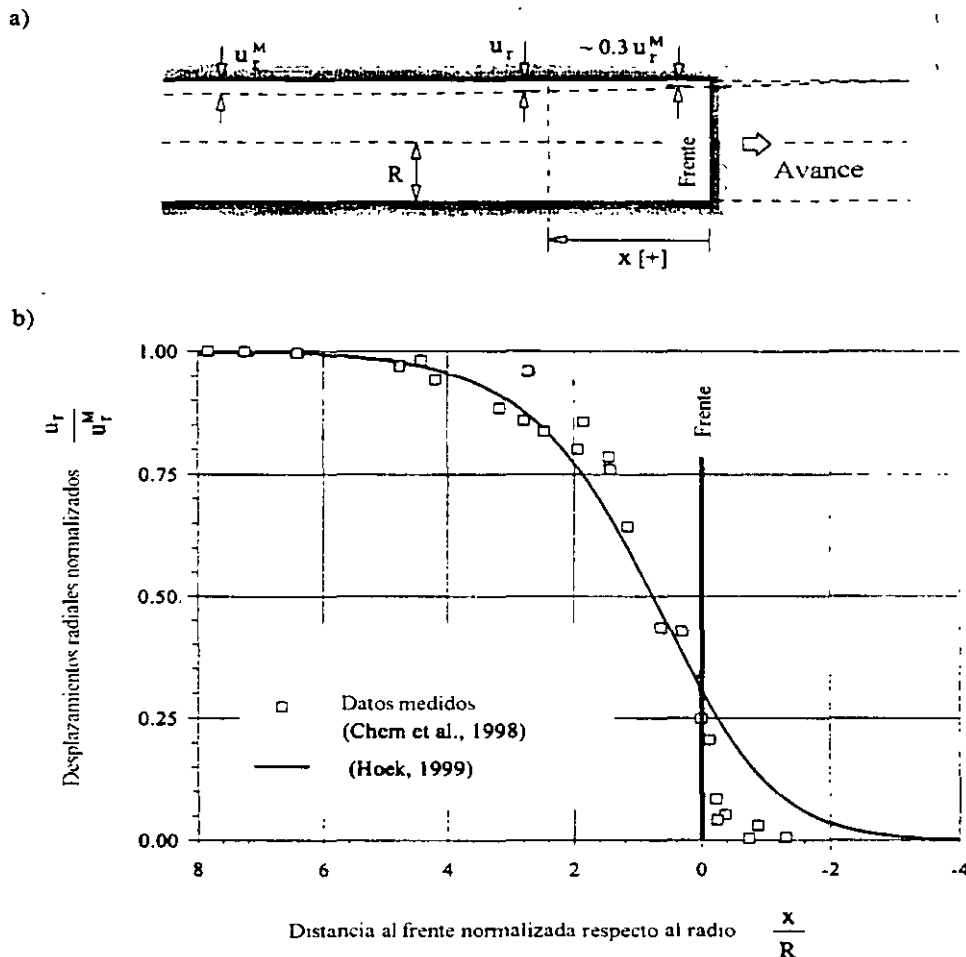 a)
u_r^M
u_r
~ 0.3 u_r^M
R
Frente
Avance
x [+]
b)
u_r / u_r^M
Desplazamientos radiales normalizados
1.00
0.75
0.50
0.25
0.00
Frente
Datos medidos
(Chern et al., 1998)
(Hoek, 1999)
8
6
4
2
0
-2
-4
Distancia al frente normalizada respecto al radio x / R